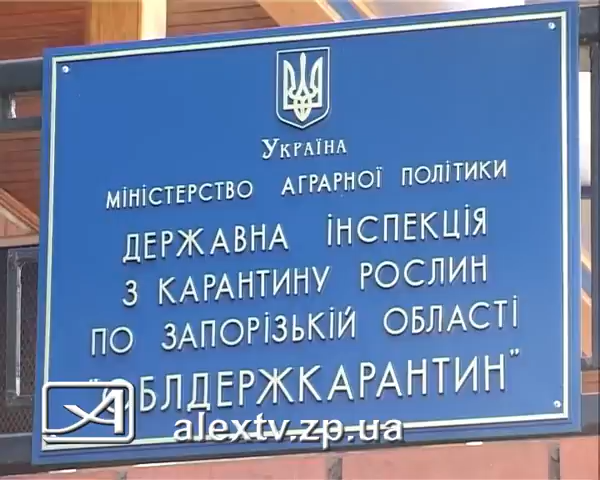 Україна
МІНІСТЕРСТВО АГРАРНОЇ ПОЛІТИКИ
ДЕРЖАВНА ІНСПЕКЦІЯ
З КАРАНТИНУ РОСЛИН
ПО ЗАПОРІЗЬКІЙ ОБЛАСТІ
"ОБЛДЕРЖКАРАНТИН"
alextv.zp.ua